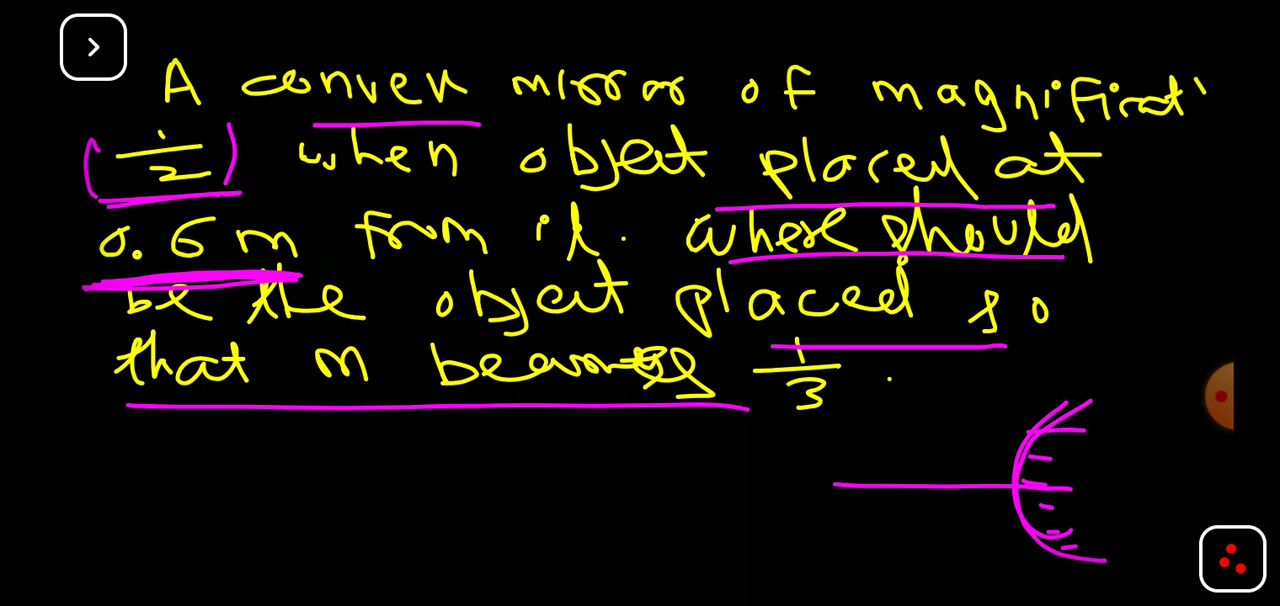 A convex mirror of magnification
(1/2) when object placed at
0.6 m from it. where should
be the object placed so
that m becomes 1/3.